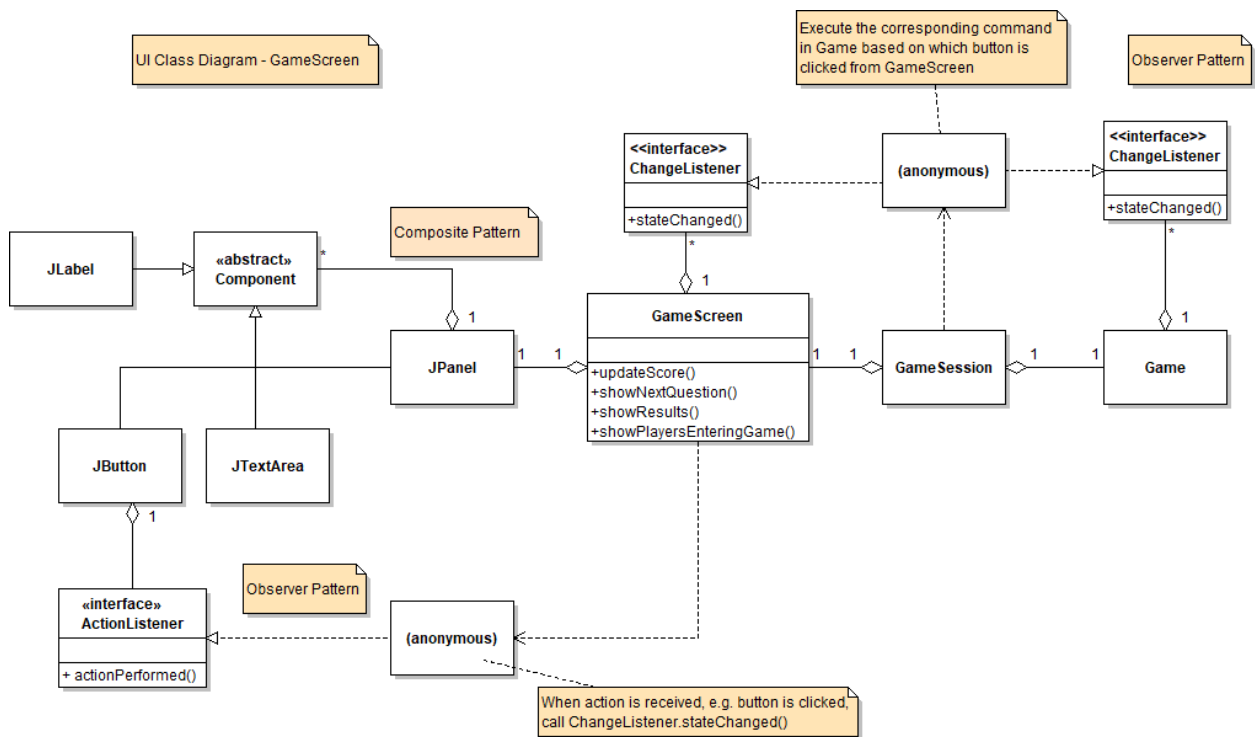 Execute the corresponding command
in Game based on which button is
clicked from GameScreen
UI Class Diagram - GameScreen
Observer Pattern
<<interface>>
ChangeListener
+stateChanged()
(anonymous)
<<interface>>
ChangeListener
+stateChanged()
Composite Pattern
JLabel
«abstract»
Component
*
*
*
1
1
1
GameScreen
+updateScore()
+showNextQuestion()
+showResults()
+showPlayersEnteringGame()
JPanel
1
1
1
1
GameSession
1
1
Game
JButton
JTextArea
1
Observer Pattern
«interface»
ActionListener
+ actionPerformed()
(anonymous)
When action is received, e.g. button is clicked,
call ChangeListener.stateChanged()